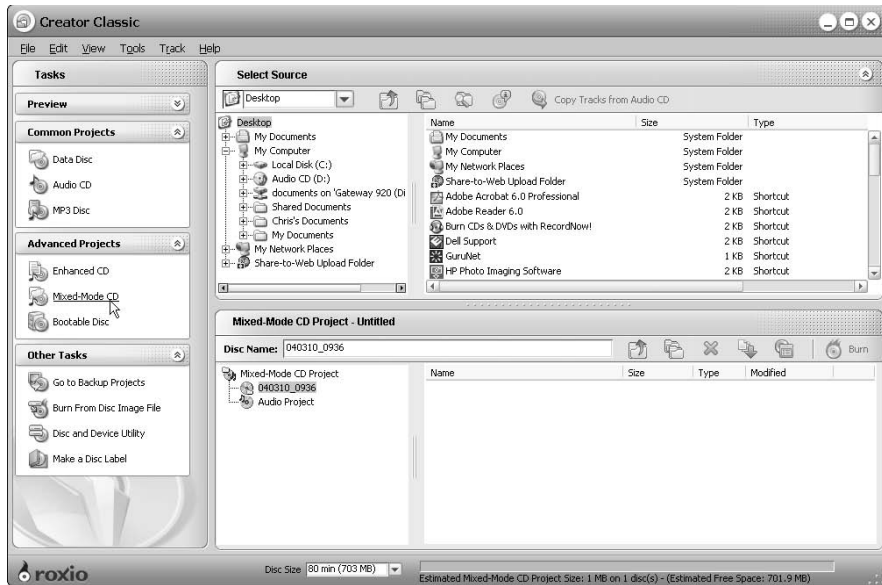 Creator Classic
File Edit View Tools Track Help
Tasks
Preview
Common Projects
Data Disc
Audio CD
MP3 Disc
Advanced Projects
Enhanced CD
Mixed-Mode CD
Bootable Disc
Other Tasks
Go to Backup Projects
Burn From Disc Image File
Disc and Device Utility
Make a Disc Label
roxio
Select Source
Desktop Copy Tracks from Audio CD
Desktop
My Documents
My Computer
Local Disk (C:)
Audio CD (D:)
documents on 'Gateway 920 (Di
Shared Documents
Chris's Documents
My Documents
My Network Places
Share-to-Web Upload Folder
Name Size Type
My Documents System Folder
My Computer System Folder
My Network Places System Folder
Share-to-Web Upload Folder System Folder
Adobe Acrobat 6.0 Professional 2 KB Shortcut
Adobe Reader 6.0 2 KB Shortcut
Burn CDs & DVDs with RecordNow! 2 KB Shortcut
Dell Support 2 KB Shortcut
GuruNet 1 KB Shortcut
HP Photo Imaging Software 2 KB Shortcut
Mixed-Mode CD Project - Untitled
Disc Name: 040310_0936 Burn
Mixed-Mode CD Project
040310_0936
Audio Project
Name Size Type Modified
Disc Size 80 min (703 MB)
Estimated Mixed-Mode CD Project Size: 1 MB on 1 disc(s) - (Estimated Free Space: 701.9 MB)